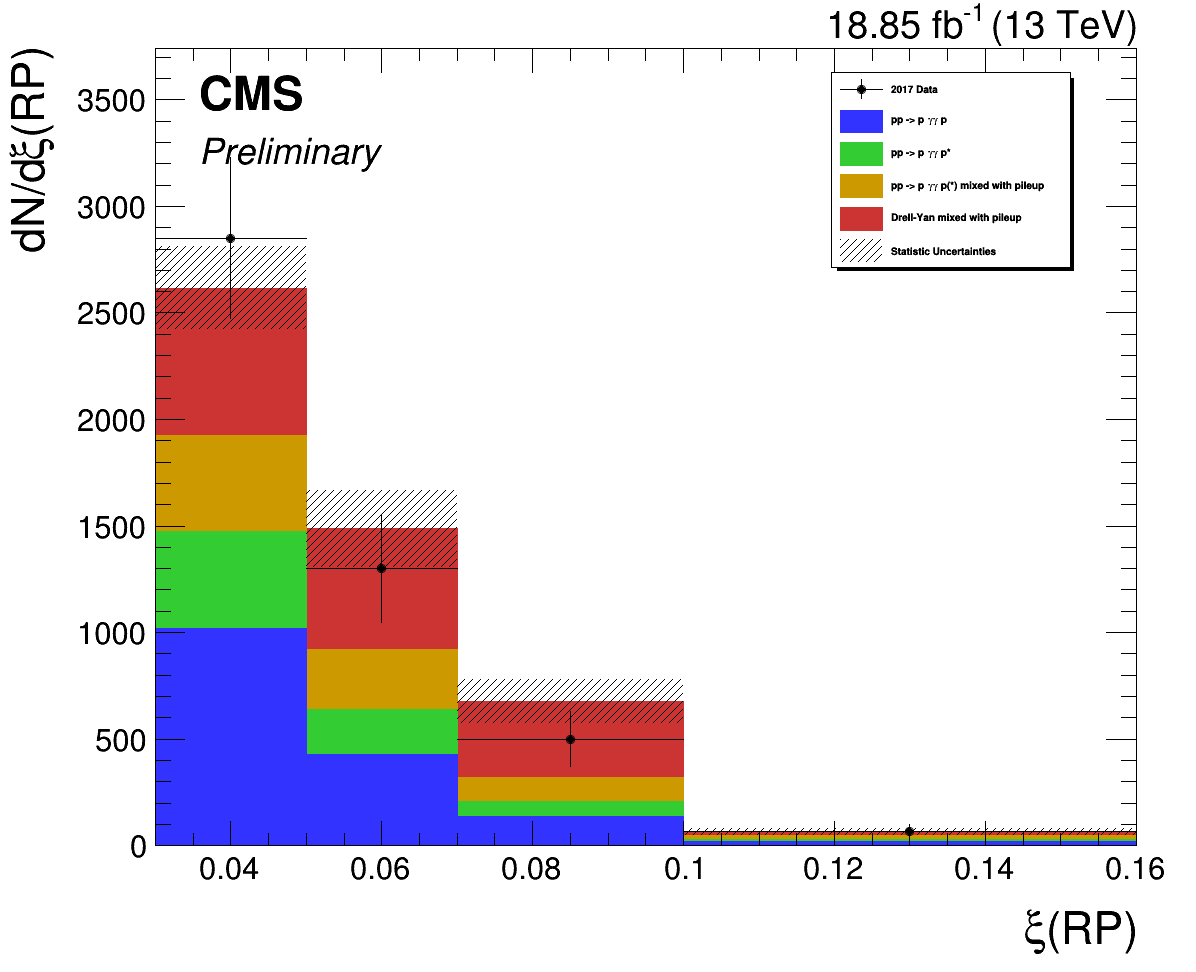 18.85 fb-1 (13 TeV)
dN/dξ(RP)
CMS
Preliminary
2017 Data
pp -> p γγ p
pp -> p γγ p*
pp -> p γγ p(*) mixed with pileup
Drell-Yan mixed with pileup
Statistic Uncertainties
3500
3000
2500
2000
1500
1000
500
0
0.04 0.06 0.08 0.1 0.12 0.14 0.16
ξ(RP)